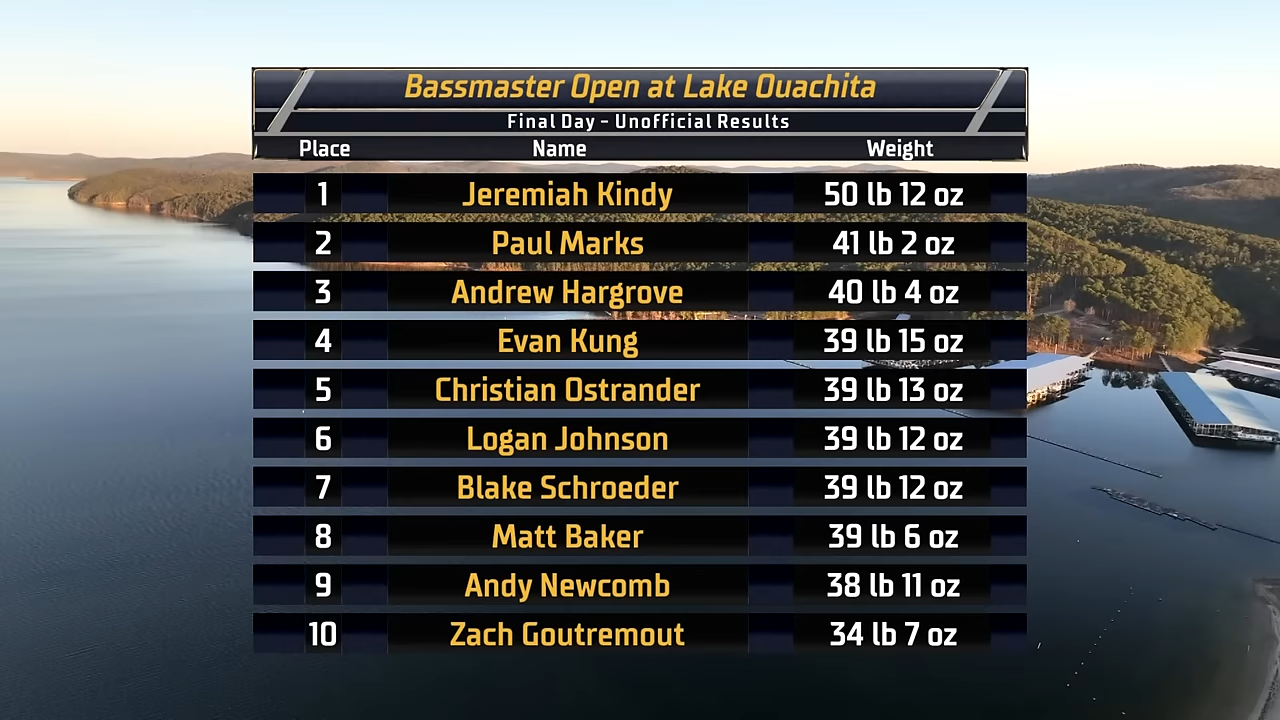 Bassmaster Open at Lake Ouachita
Final Day - Unofficial Results
Place Name Weight
1 Jeremiah Kindy 50 lb 12 oz
2 Paul Marks 41 lb 2 oz
3 Andrew Hargrove 40 lb 4 oz
4 Evan Kung 39 lb 15 oz
5 Christian Ostrander 39 lb 13 oz
6 Logan Johnson 39 lb 12 oz
7 Blake Schroeder 39 lb 12 oz
8 Matt Baker 39 lb 6 oz
9 Andy Newcomb 38 lb 11 oz
10 Zach Goutremout 34 lb 7 oz